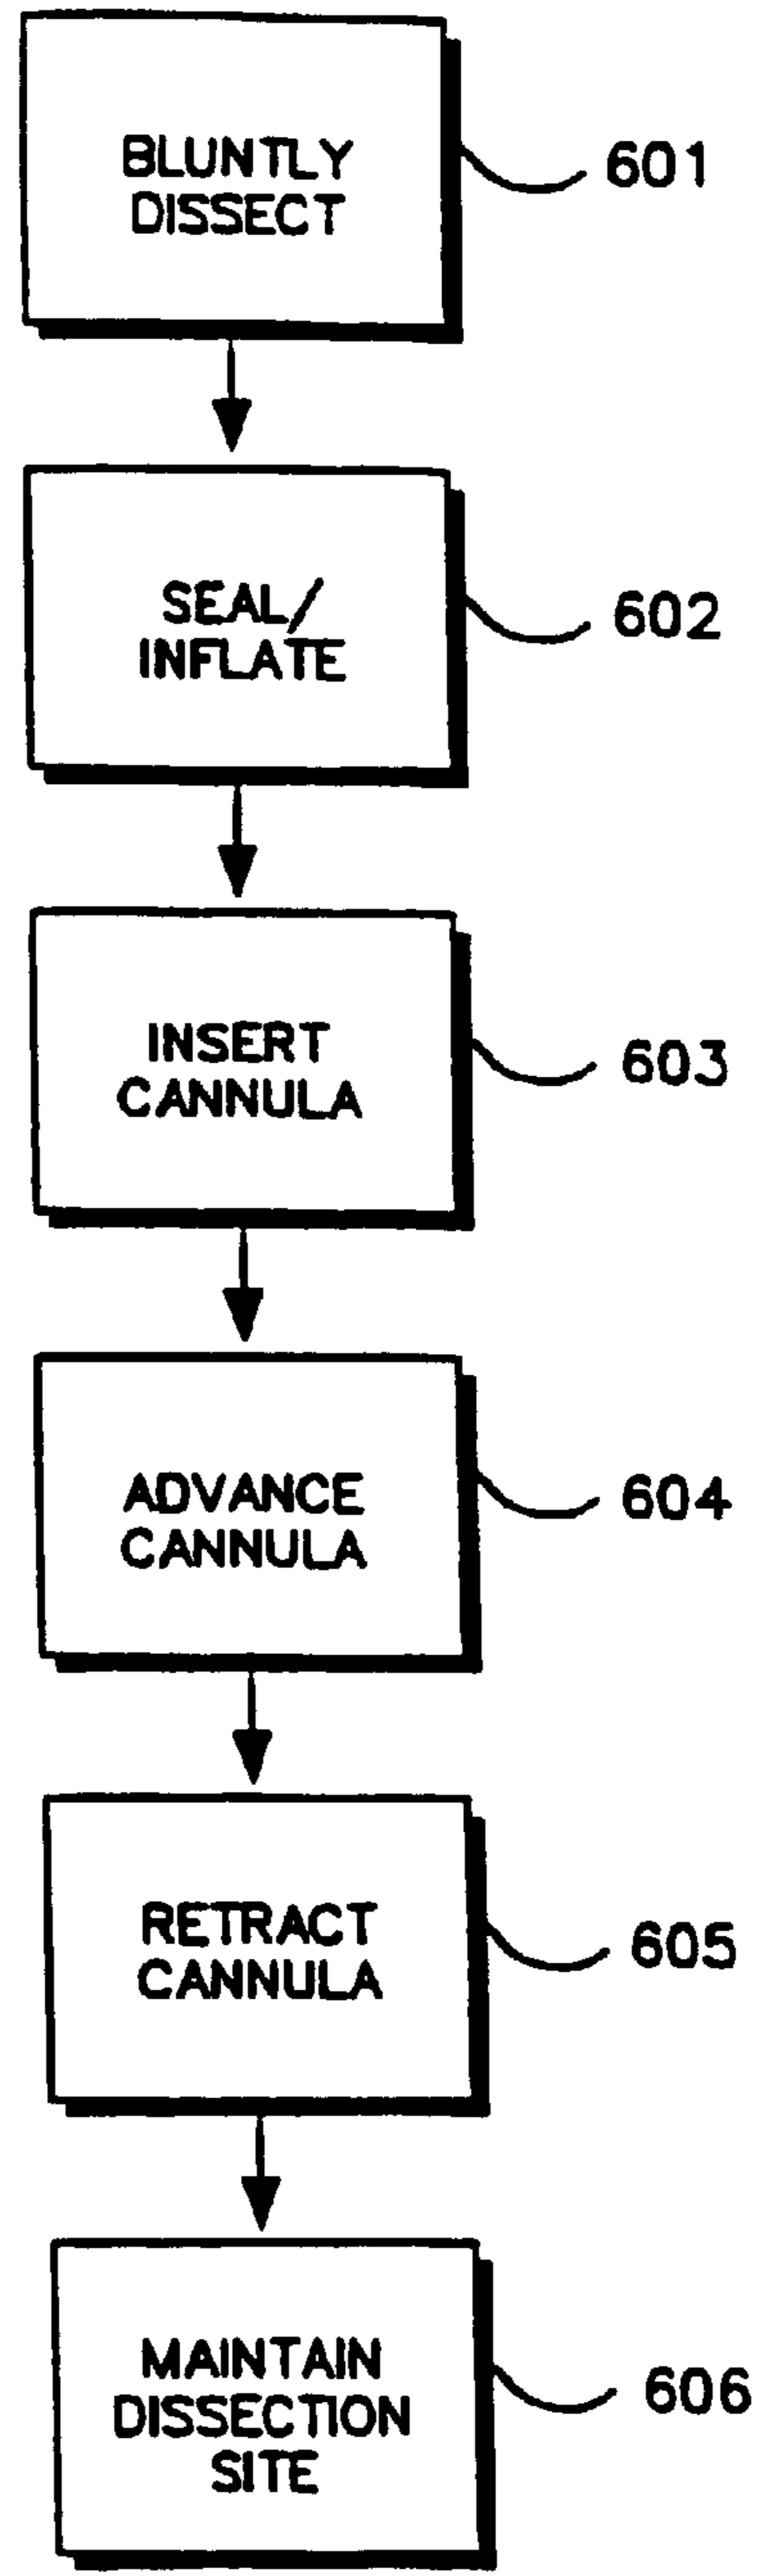 BLUNTLY
DISSECT
601
SEAL/
INFLATE
602
INSERT
CANNULA
603
ADVANCE
CANNULA
604
RETRACT
CANNULA
605
MAINTAIN
DISSECTION
SITE
606